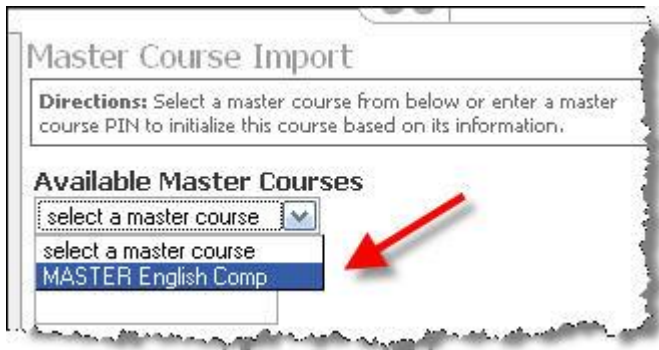 Master Course Import
Directions: Select a master course from below or enter a master
course PIN to initialize this course based on its information.
Available Master Courses
select a master course
select a master course
MASTER English Comp